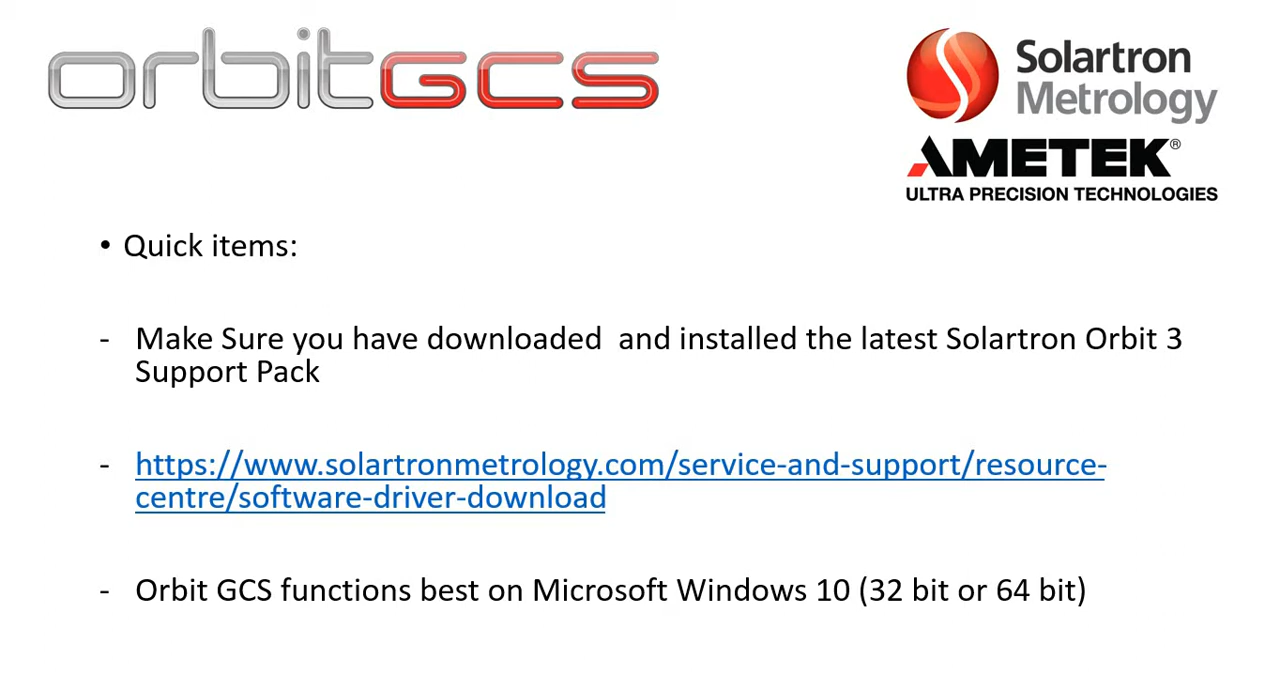 orbitGCS
Solartron
Metrology
AMETEK®
ULTRA PRECISION TECHNOLOGIES
• Quick items:
- Make Sure you have downloaded  and installed the latest Solartron Orbit 3
Support Pack
- https://www.solartronmetrology.com/service-and-support/resource-
centre/software-driver-download
- Orbit GCS functions best on Microsoft Windows 10 (32 bit or 64 bit)